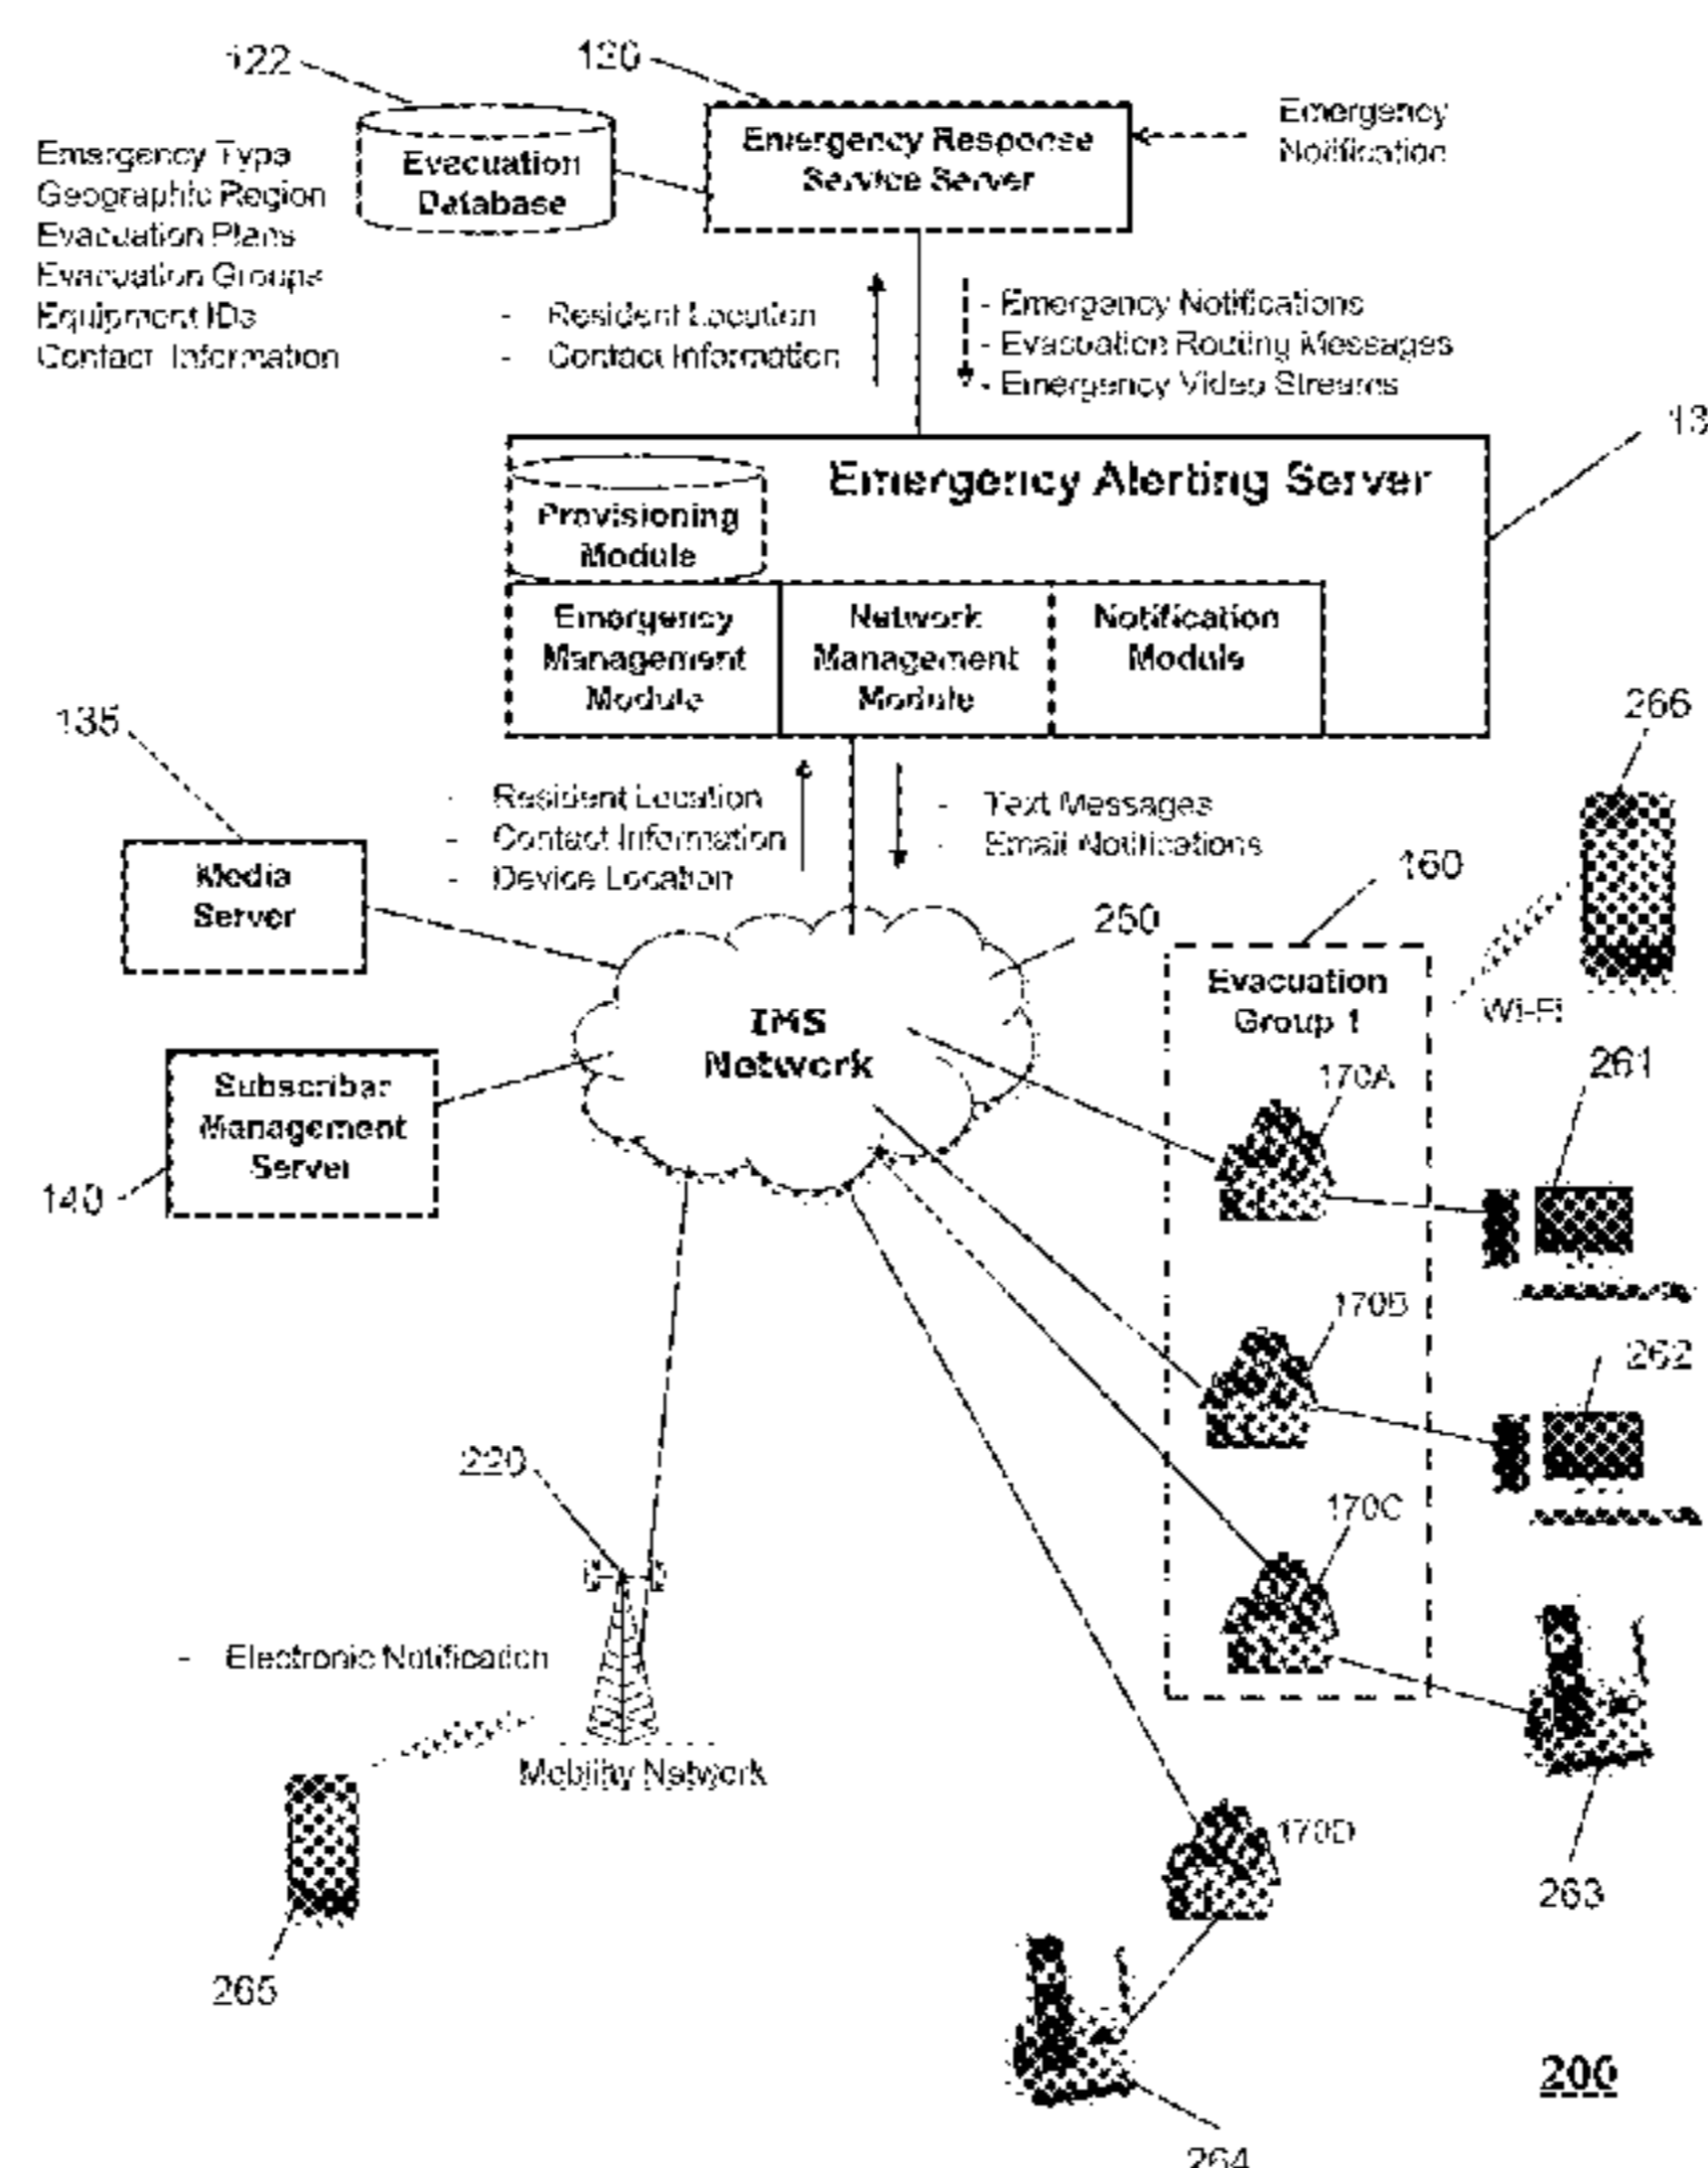 122
120
Emergency
Notification
Evacuation
Database
Emergency Response
Service Server
Emergency Type
Geographic Region
Evacuation Plans
Evacuation Groups
Equipment IDs
Contact Information
- Resident Location
- Contact Information
- Emergency Notifications
- Evacuation Routing Messages
- Emergency Video Streams
13
Emergency Alerting Server
Provisioning
Module
Emergency
Management
Module
Network
Management
Module
Notification
Module
135
266
- Resident Location
- Contact Information
- Device Location
- Text Messages
- Email Notifications
Media
Server
160
250
Evacuation
Group 1
Wi-Fi
IMS
Network
Subscriber
Management
Server
140
170A
261
170B
262
220
170C
- Electronic Notification
Mobility Network
170D
263
265
264
200